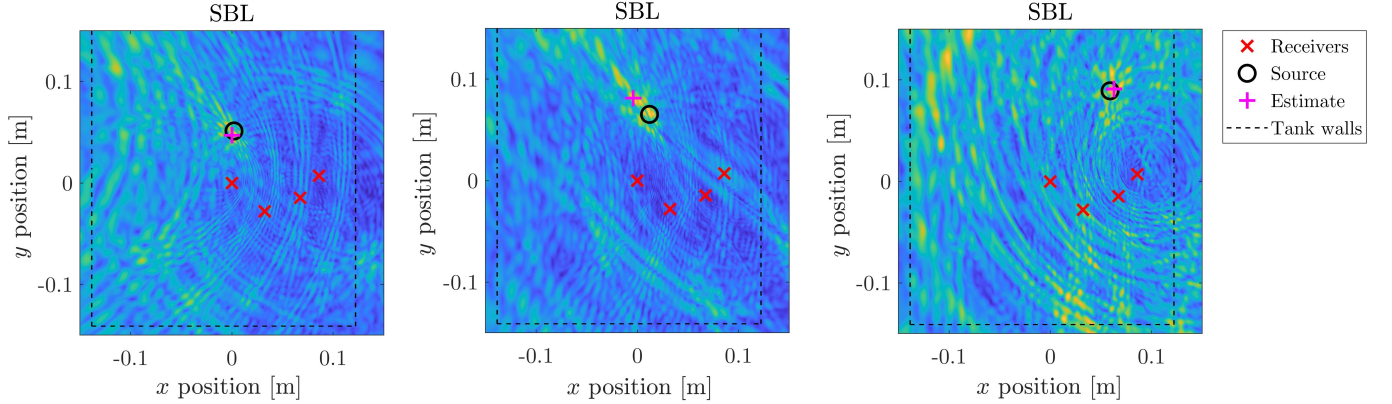 SBL
0.1
0
-0.1
-0.1
0
0.1
y position [m]
x position [m]
SBL
0.1
0
-0.1
-0.1
0
0.1
y position [m]
x position [m]
SBL
0.1
0
-0.1
-0.1
0
0.1
y position [m]
x position [m]
Receivers
Source
Estimate
Tank walls